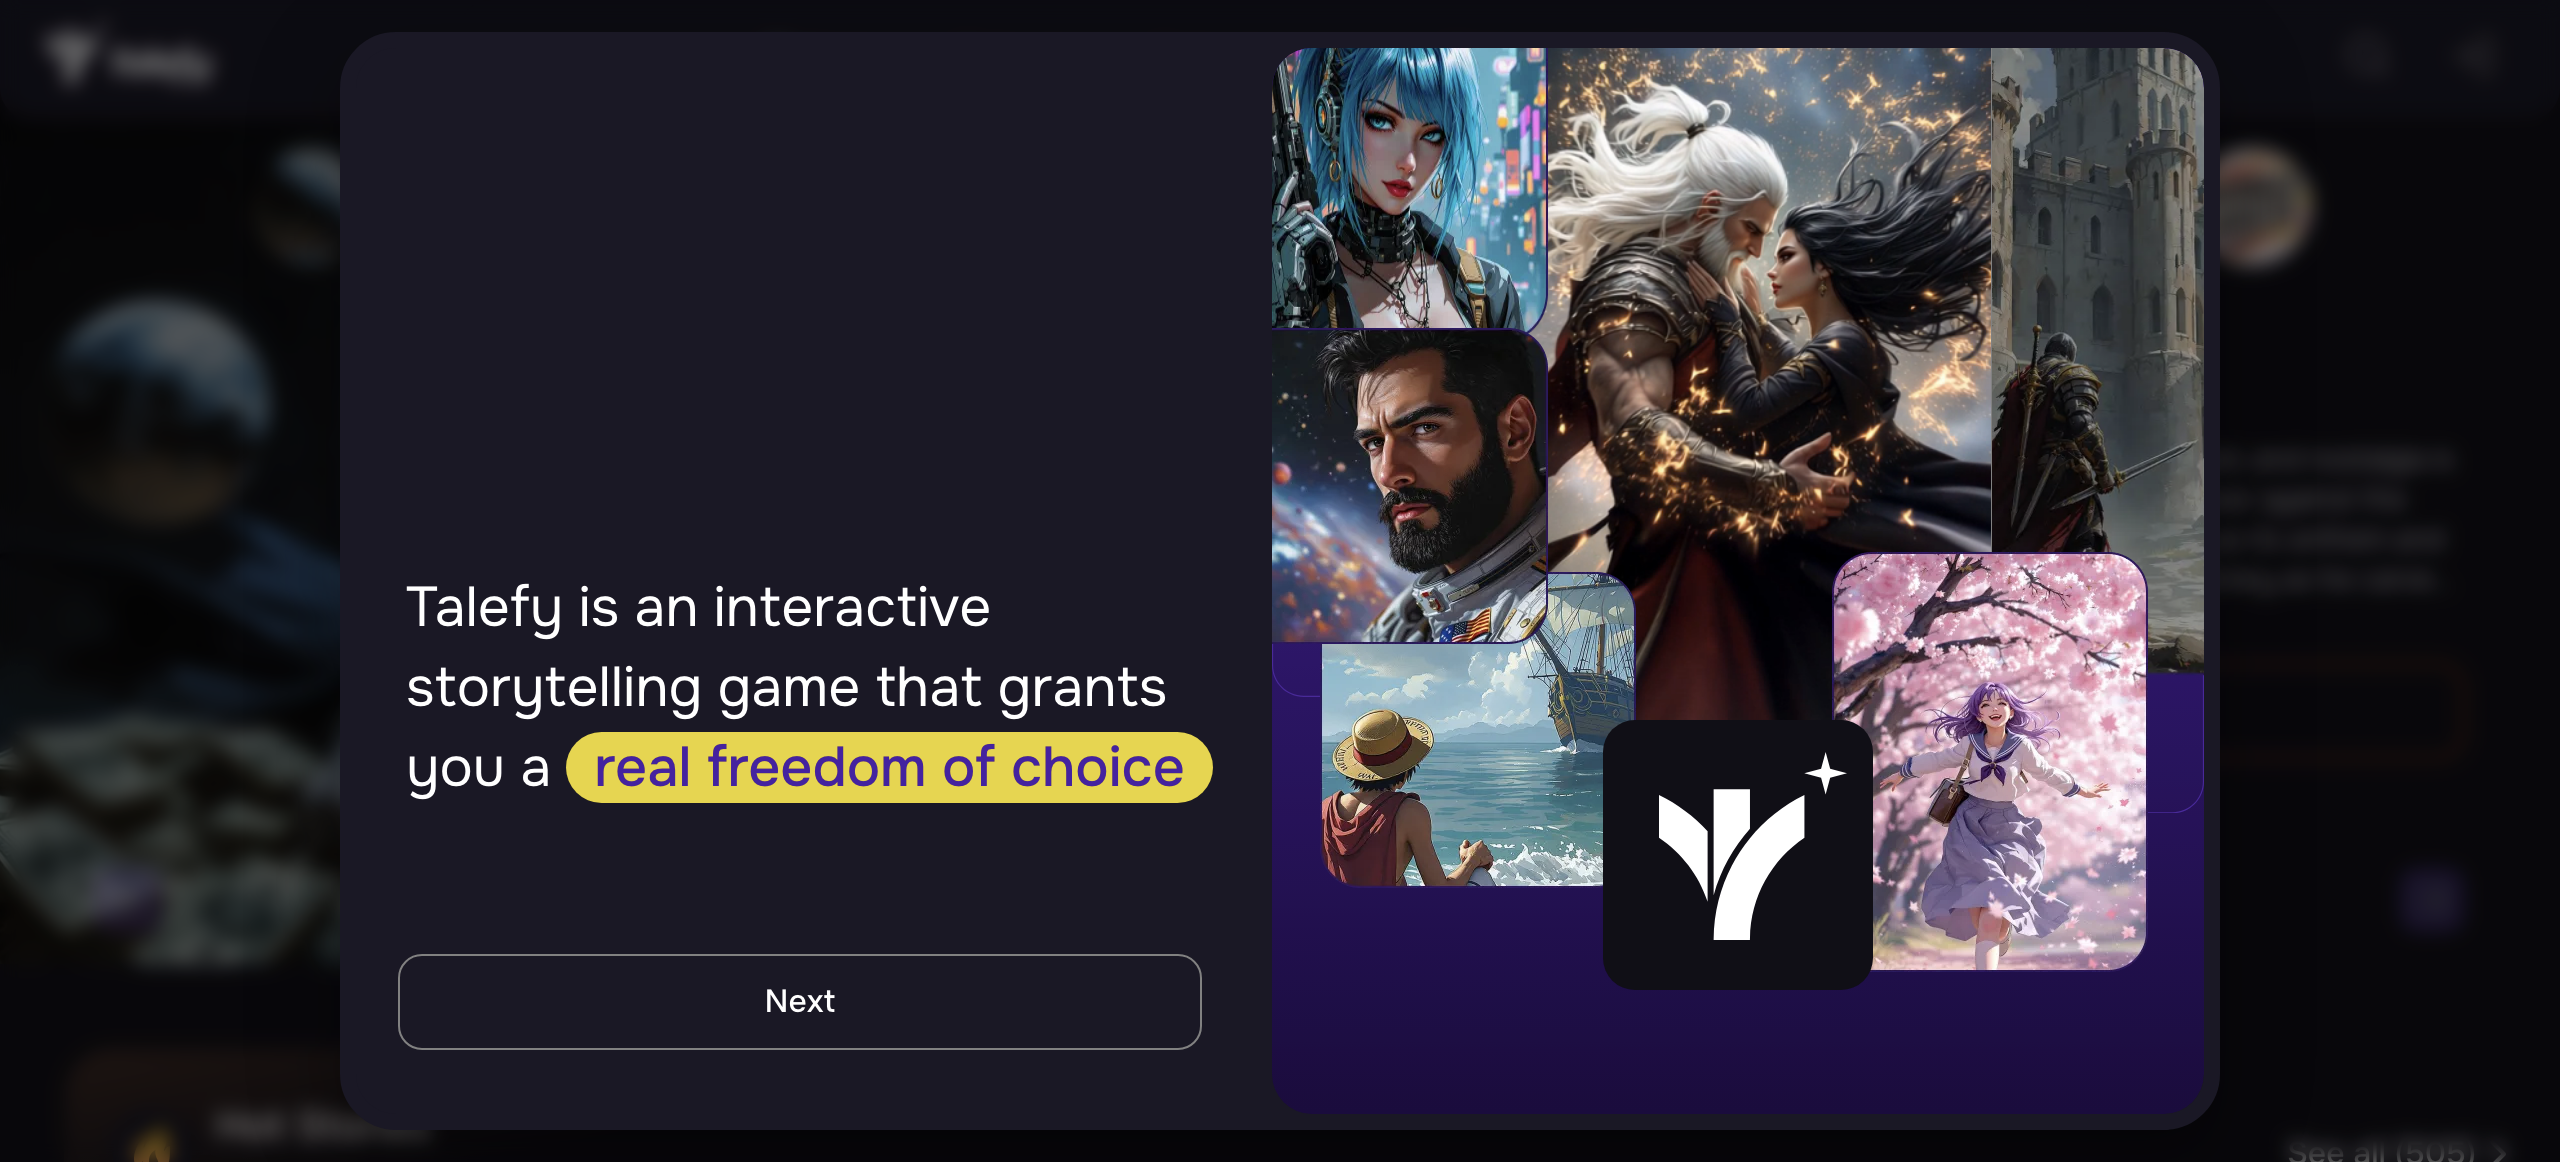 Talefy is an interactive
storytelling game that grants
you a real freedom of choice
Next
See all (505)